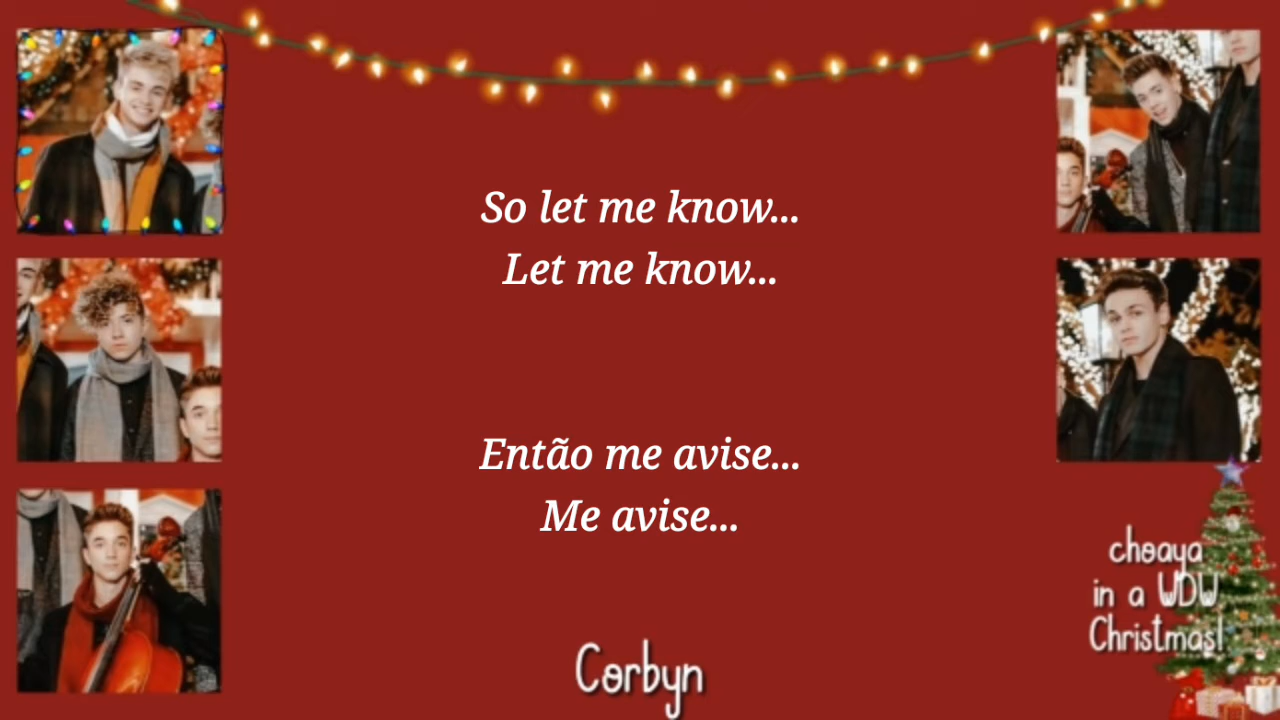 So let me know...
Let me know...
Então me avise...
Me avise...
choaya
in a WDW
Christmas!
Corbyn